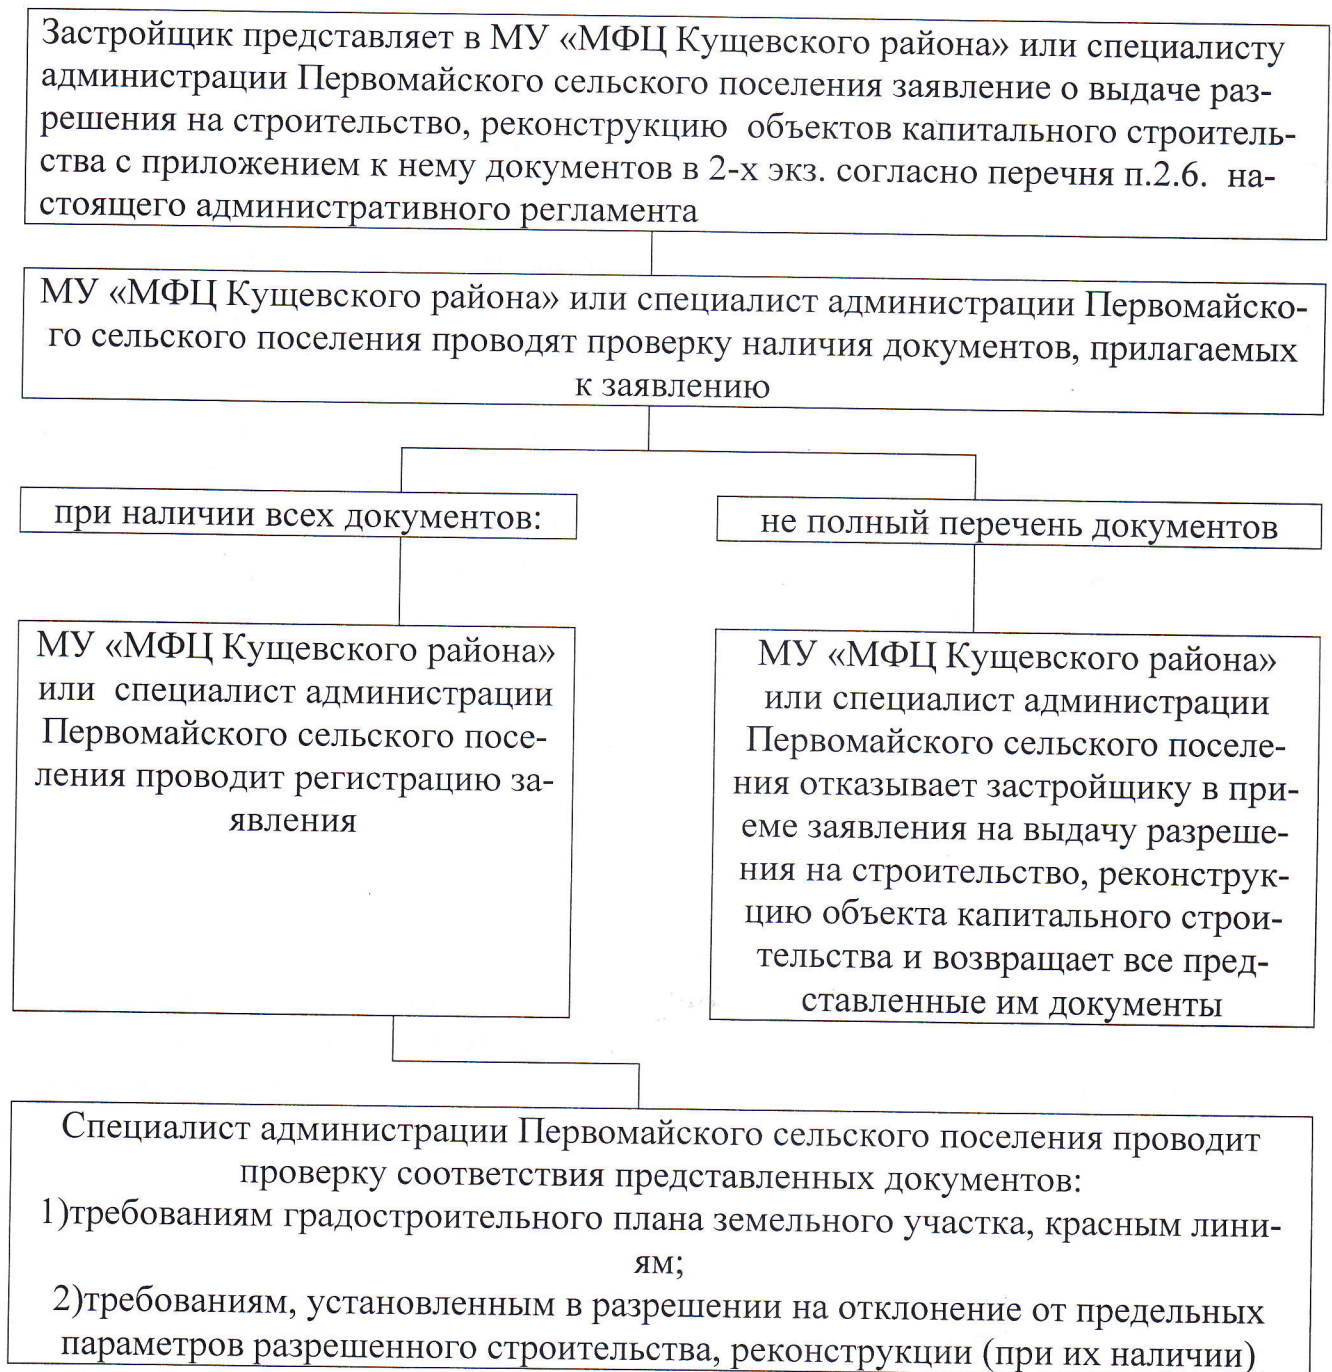 Застройщик представляет в МУ «МФЦ Кущевского района» или специалисту
администрации Первомайского сельского поселения заявление о выдаче раз-
решения на строительство, реконструкцию объектов капитального строитель-
ства с приложением к нему документов в 2-х экз. согласно перечня п.2.6. на-
стоящего административного регламента
МУ «МФЦ Кущевского района» или специалист администрации Первомайско-
го сельского поселения проводят проверку наличия документов, прилагаемых
к заявлению
при наличии всех документов:
не полный перечень документов
МУ «МФЦ Кущевского района»
или специалист администрации
Первомайского сельского посе-
ления проводит регистрацию за-
явления
МУ «МФЦ Кущевского района»
или специалист администрации
Первомайского сельского поселе-
ния отказывает застройщику в при-
еме заявления на выдачу разреше-
ния на строительство, реконструк-
цию объекта капитального строи-
тельства и возвращает все пред-
ставленные им документы
Специалист администрации Первомайского сельского поселения проводит
проверку соответствия представленных документов:
1)требованиям градостроительного плана земельного участка, красным лини-
ям;
2)требованиям, установленным в разрешении на отклонение от предельных
параметров разрешенного строительства, реконструкции (при их наличии)